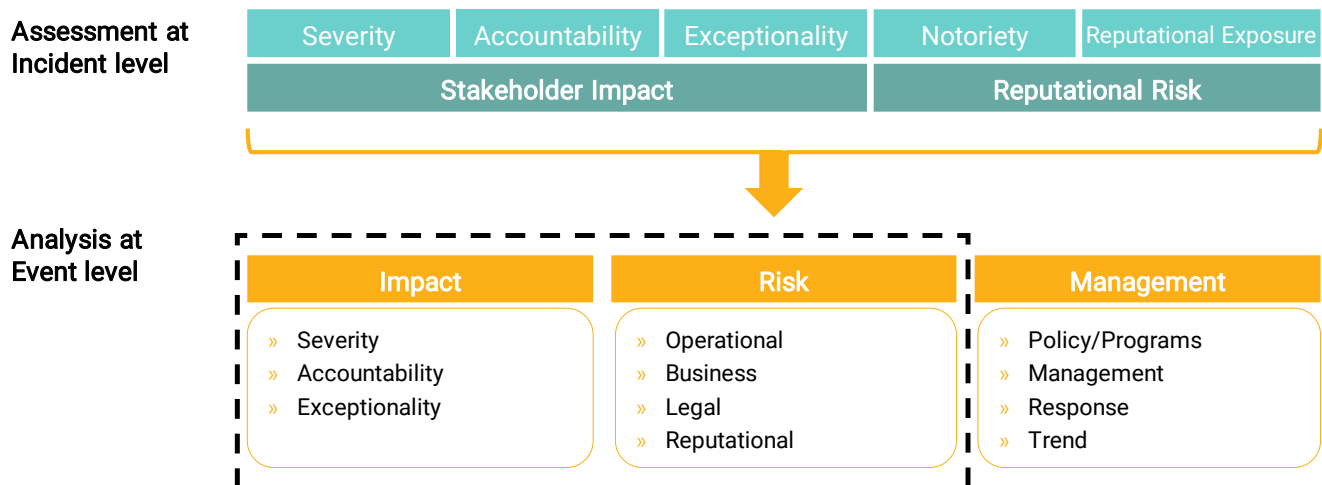 Assessment at
Incident level
Severity
Accountability
Exceptionality
Notoriety
Reputational Exposure
Stakeholder Impact
Reputational Risk
Analysis at
Event level
Impact
» Severity
» Accountability
» Exceptionality
Risk
» Operational
» Business
» Legal
» Reputational
Management
» Policy/Programs
» Management
» Response
» Trend